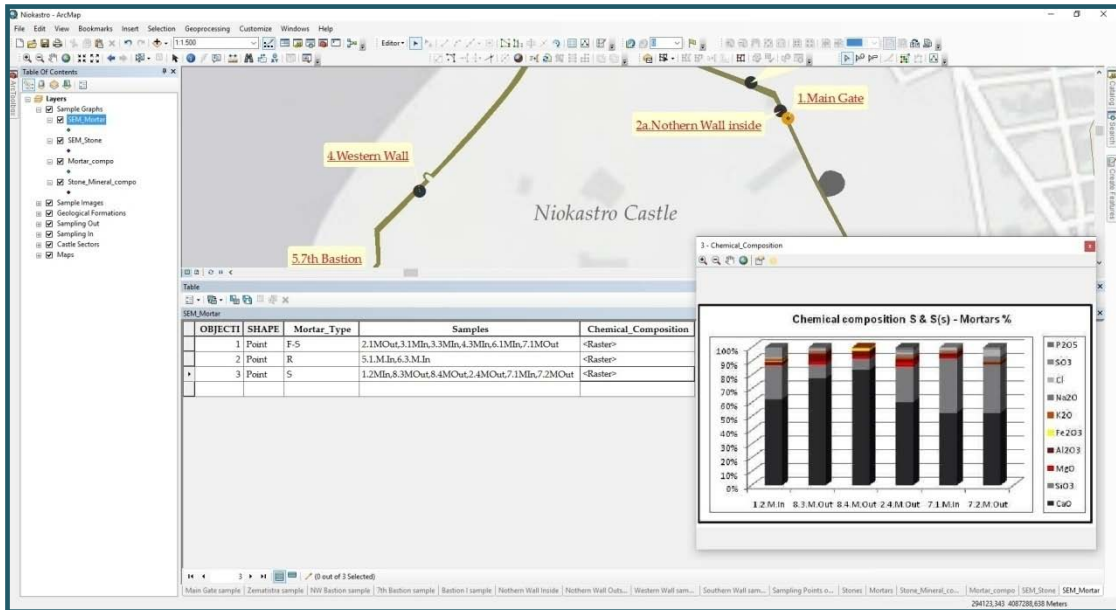 Niokastro - ArcMap
File Edit View Bookmarks Insert Selection Geoprocessing Customize Windows Help
1:1.500
Editor
Table Of Contents
Layers
Sample Graphs
SEM_Mortar
SEM_Stone
Mortar_compo
Stone_Mineral_compo
Sample Images
Geological Formations
Sampling Out
Sampling In
Castle Sectors
Maps
ArcToolbox
1.Main Gate
2a.Nothern Wall inside
4.Western Wall
Niokastro Castle
5.7th Bastion
Catalog
Search
Create Features
Table
SEM_Mortar
OBJECTI SHAPE Mortar_Type Samples Chemical_Composition
1 Point F-5 2.1MOut,3.1MIn,3.3MIn,4.3MIn,6.1MIn,7.1MOut <Raster>
2 Point R 5.1.M.In,6.3.M.In <Raster>
3 Point S 1.2MIn,8.3MOut,8.4MOut,2.4MOut,7.1MIn,7.2MOut <Raster>
3 - Chemical_Composition
Chemical composition S & S(s) - Mortars %
100%
90%
80%
70%
60%
50%
40%
30%
20%
10%
0%
1.2.M.In 8.3.M.Out 8.4.M.Out 2.4.M.Out 7.1.M.In 7.2.M.Out
P2O5
SO3
Cl
Na2O
K2O
Fe2O3
Al2O3
MgO
SiO3
CaO
3 (0 out of 3 Selected)
Main Gate sample Zematistra sample NW Bastion sample 7th Bastion sample Bastion I sample Nothern Wall Inside Nothern Wall Outs... Western Wall sam... Southern Wall sam... Sampling Points o... Stones Mortars Stone_Mineral_co... Mortar_compo SEM_Stone SEM_Mortar
294123,343 4087288,638 Meters